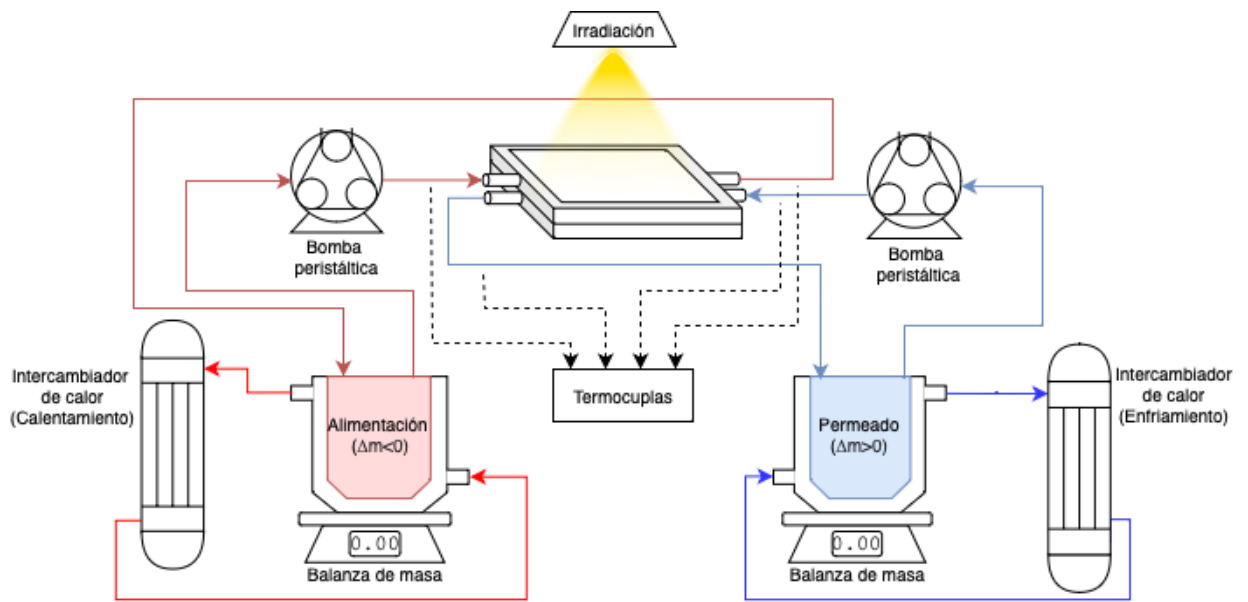 Irradiación
Bomba
peristáltica
Bomba
peristáltica
Intercambiador
de calor
(Calentamiento)
Alimentación
(Δm<0)
Termocuplas
Permeado
(Δm>0)
Intercambiador
de calor
(Enfriamiento)
0.00
Balanza de masa
0.00
Balanza de masa